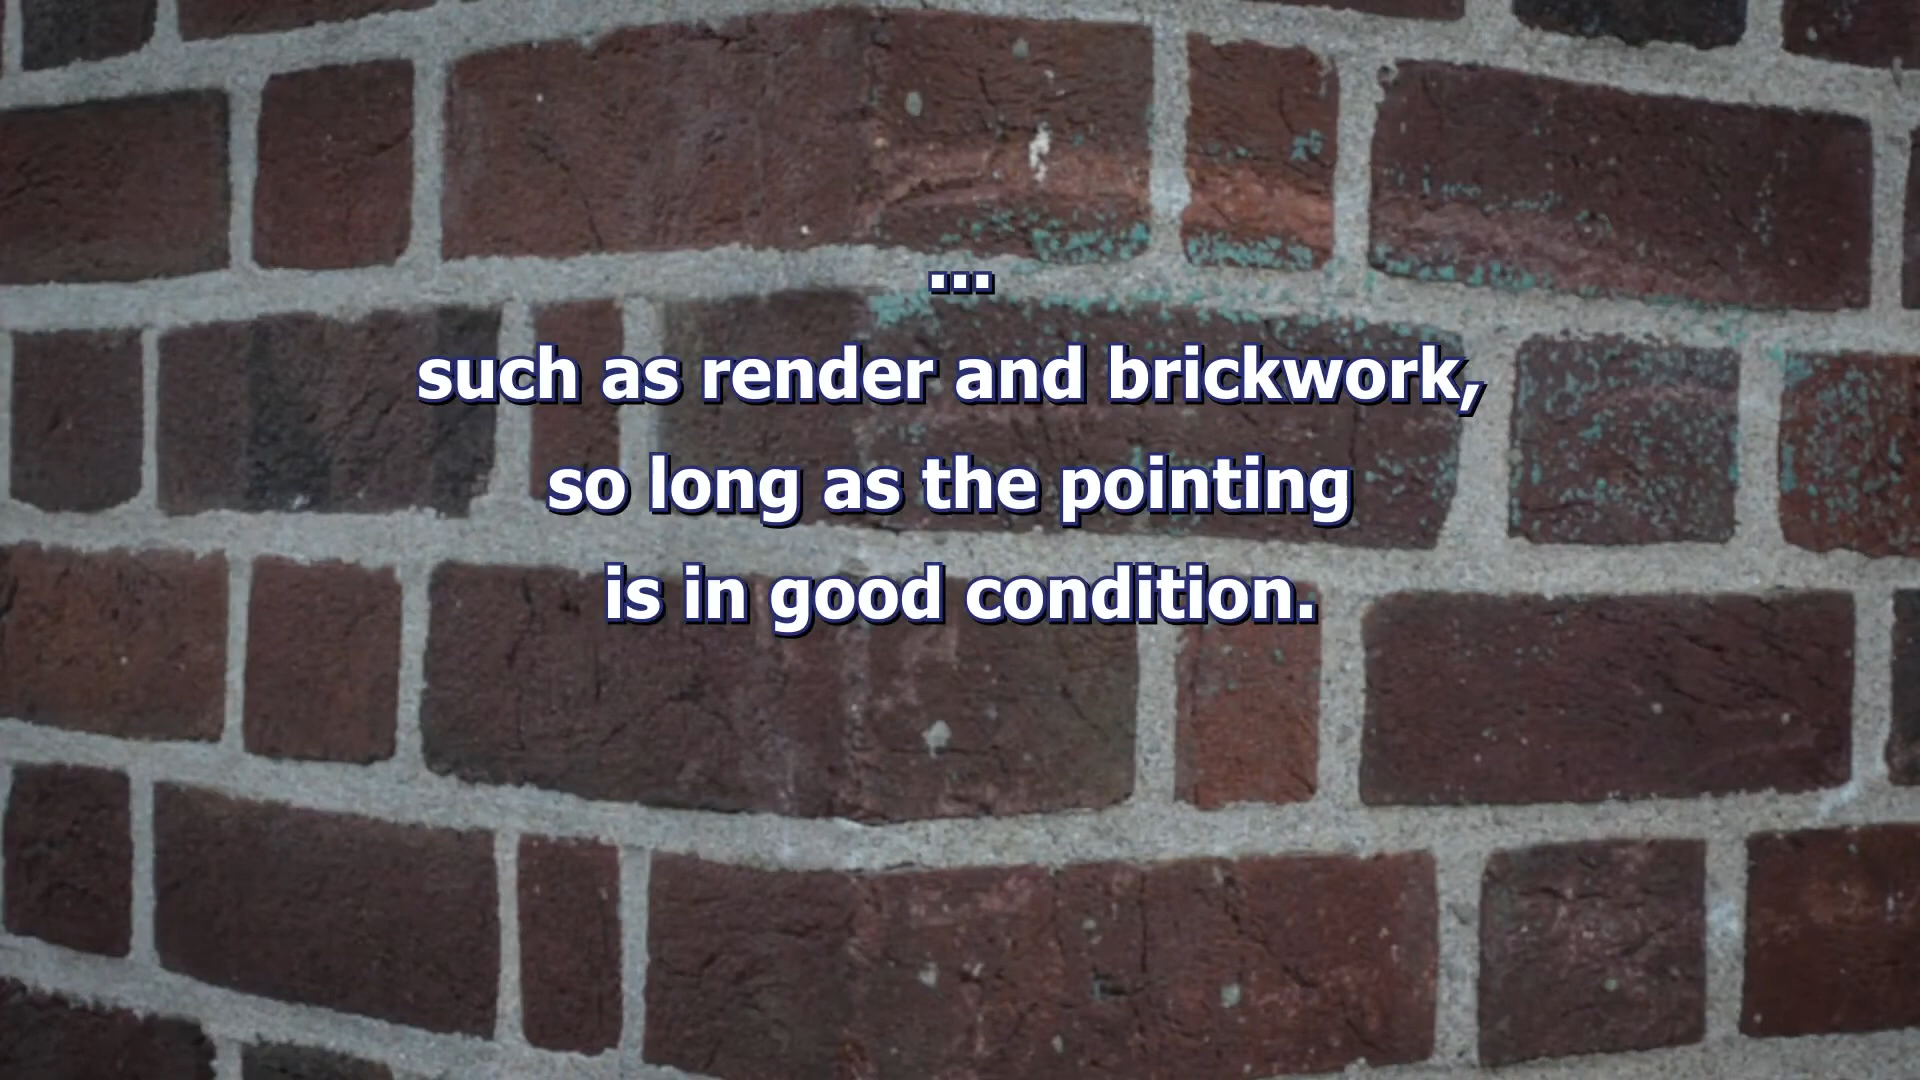 ...
such as render and brickwork,
so long as the pointing
is in good condition.